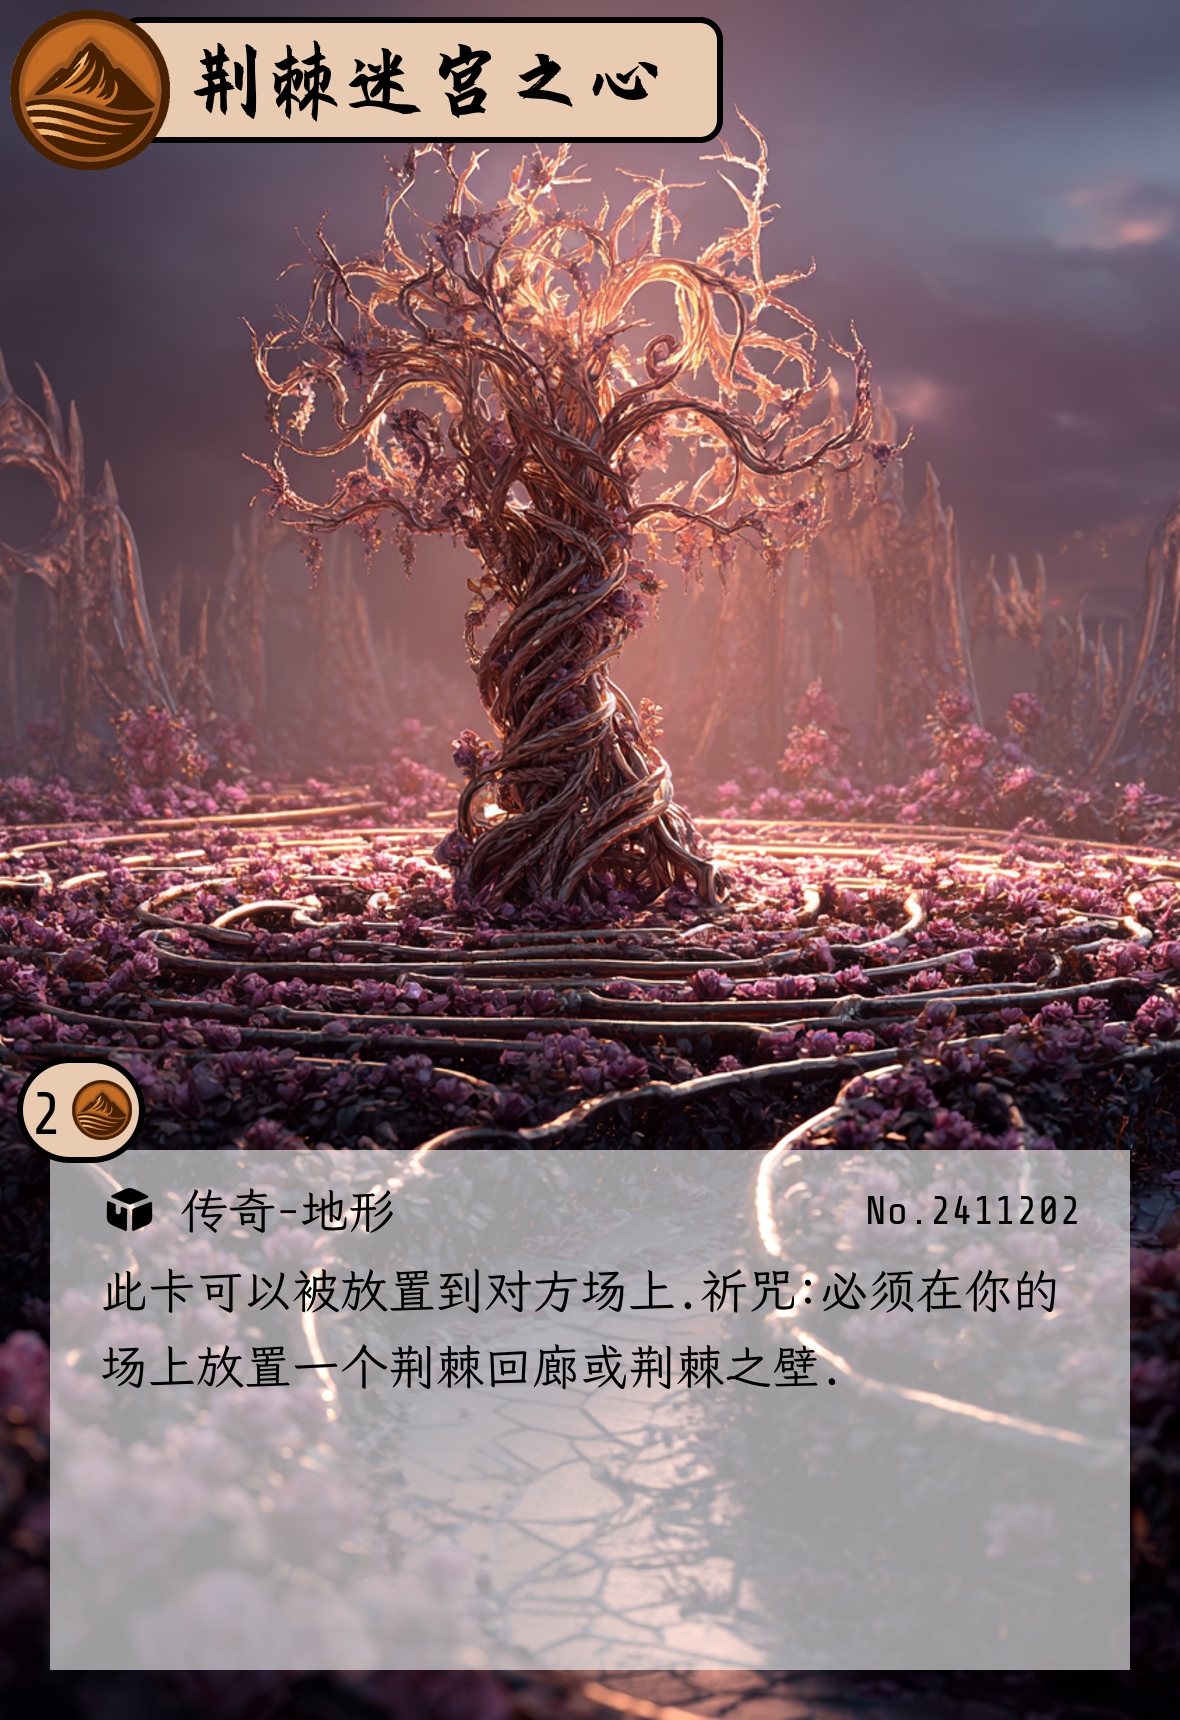 荆棘迷宫之心
2
传奇-地形
No.2411202
此卡可以被放置到对方场上.祈咒:必须在你的
场上放置一个荆棘回廊或荆棘之壁.